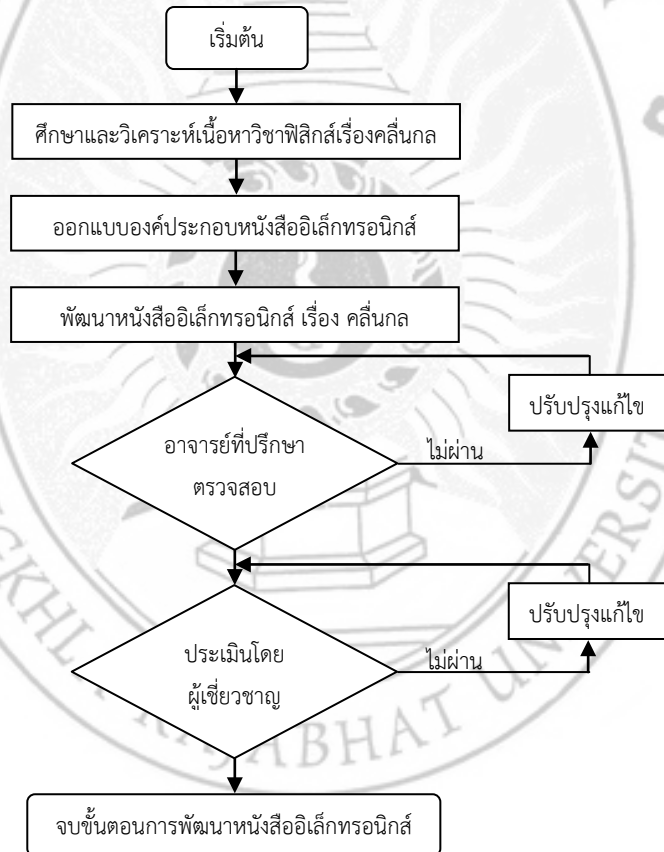 เริ่มต้น
ศึกษาและวิเคราะห์เนื้อหาวิชาฟิสิกส์เรื่องคลื่นกล
ออกแบบองค์ประกอบหนังสืออิเล็กทรอนิกส์
พัฒนาหนังสืออิเล็กทรอนิกส์ เรื่อง คลื่นกล
ปรับปรุงแก้ไข
อาจารย์ที่ปรึกษา
ตรวจสอบ
ไม่ผ่าน
ปรับปรุงแก้ไข
ประเมินโดย
ผู้เชี่ยวชาญ
ไม่ผ่าน
จบขั้นตอนการพัฒนาหนังสืออิเล็กทรอนิกส์
RAJABHAT UNIVERSIT